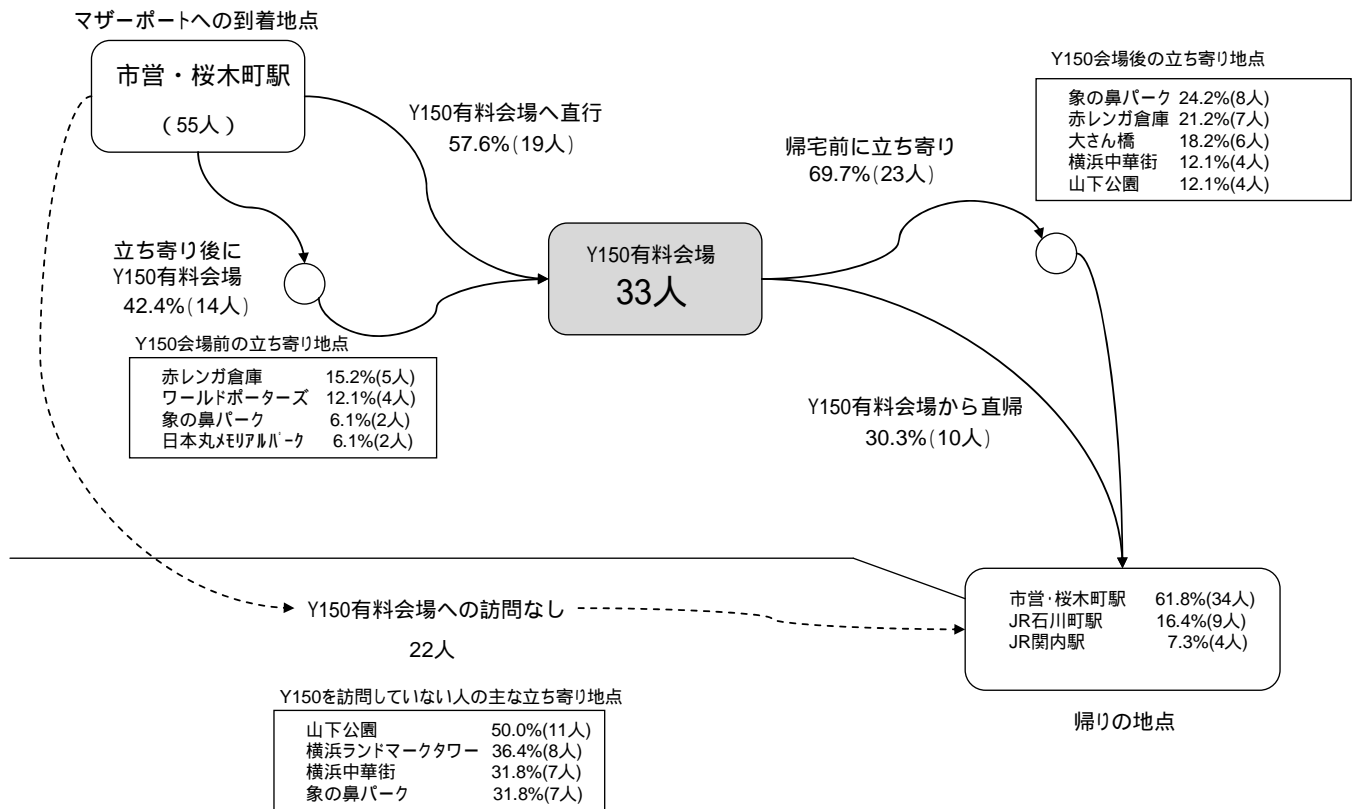 マザーポートへの到着地点
市営・桜木町駅
(55人)
Y150有料会場へ直行
57.6%(19人)
立ち寄り後に
Y150有料会場
42.4%(14人)
Y150会場前の立ち寄り地点
赤レンガ倉庫 15.2%(5人)
ワールドポーターズ 12.1%(4人)
象の鼻パーク 6.1%(2人)
日本丸メモリアルパーク 6.1%(2人)
Y150有料会場
33人
帰宅前に立ち寄り
69.7%(23人)
Y150会場後の立ち寄り地点
象の鼻パーク 24.2%(8人)
赤レンガ倉庫 21.2%(7人)
大さん橋 18.2%(6人)
横浜中華街 12.1%(4人)
山下公園 12.1%(4人)
Y150有料会場から直帰
30.3%(10人)
Y150有料会場への訪問なし
22人
Y150を訪問していない人の主な立ち寄り地点
山下公園 50.0%(11人)
横浜ランドマークタワー 36.4%(8人)
横浜中華街 31.8%(7人)
象の鼻パーク 31.8%(7人)
市営・桜木町駅 61.8%(34人)
JR石川町駅 16.4%(9人)
JR関内駅 7.3%(4人)
帰りの地点